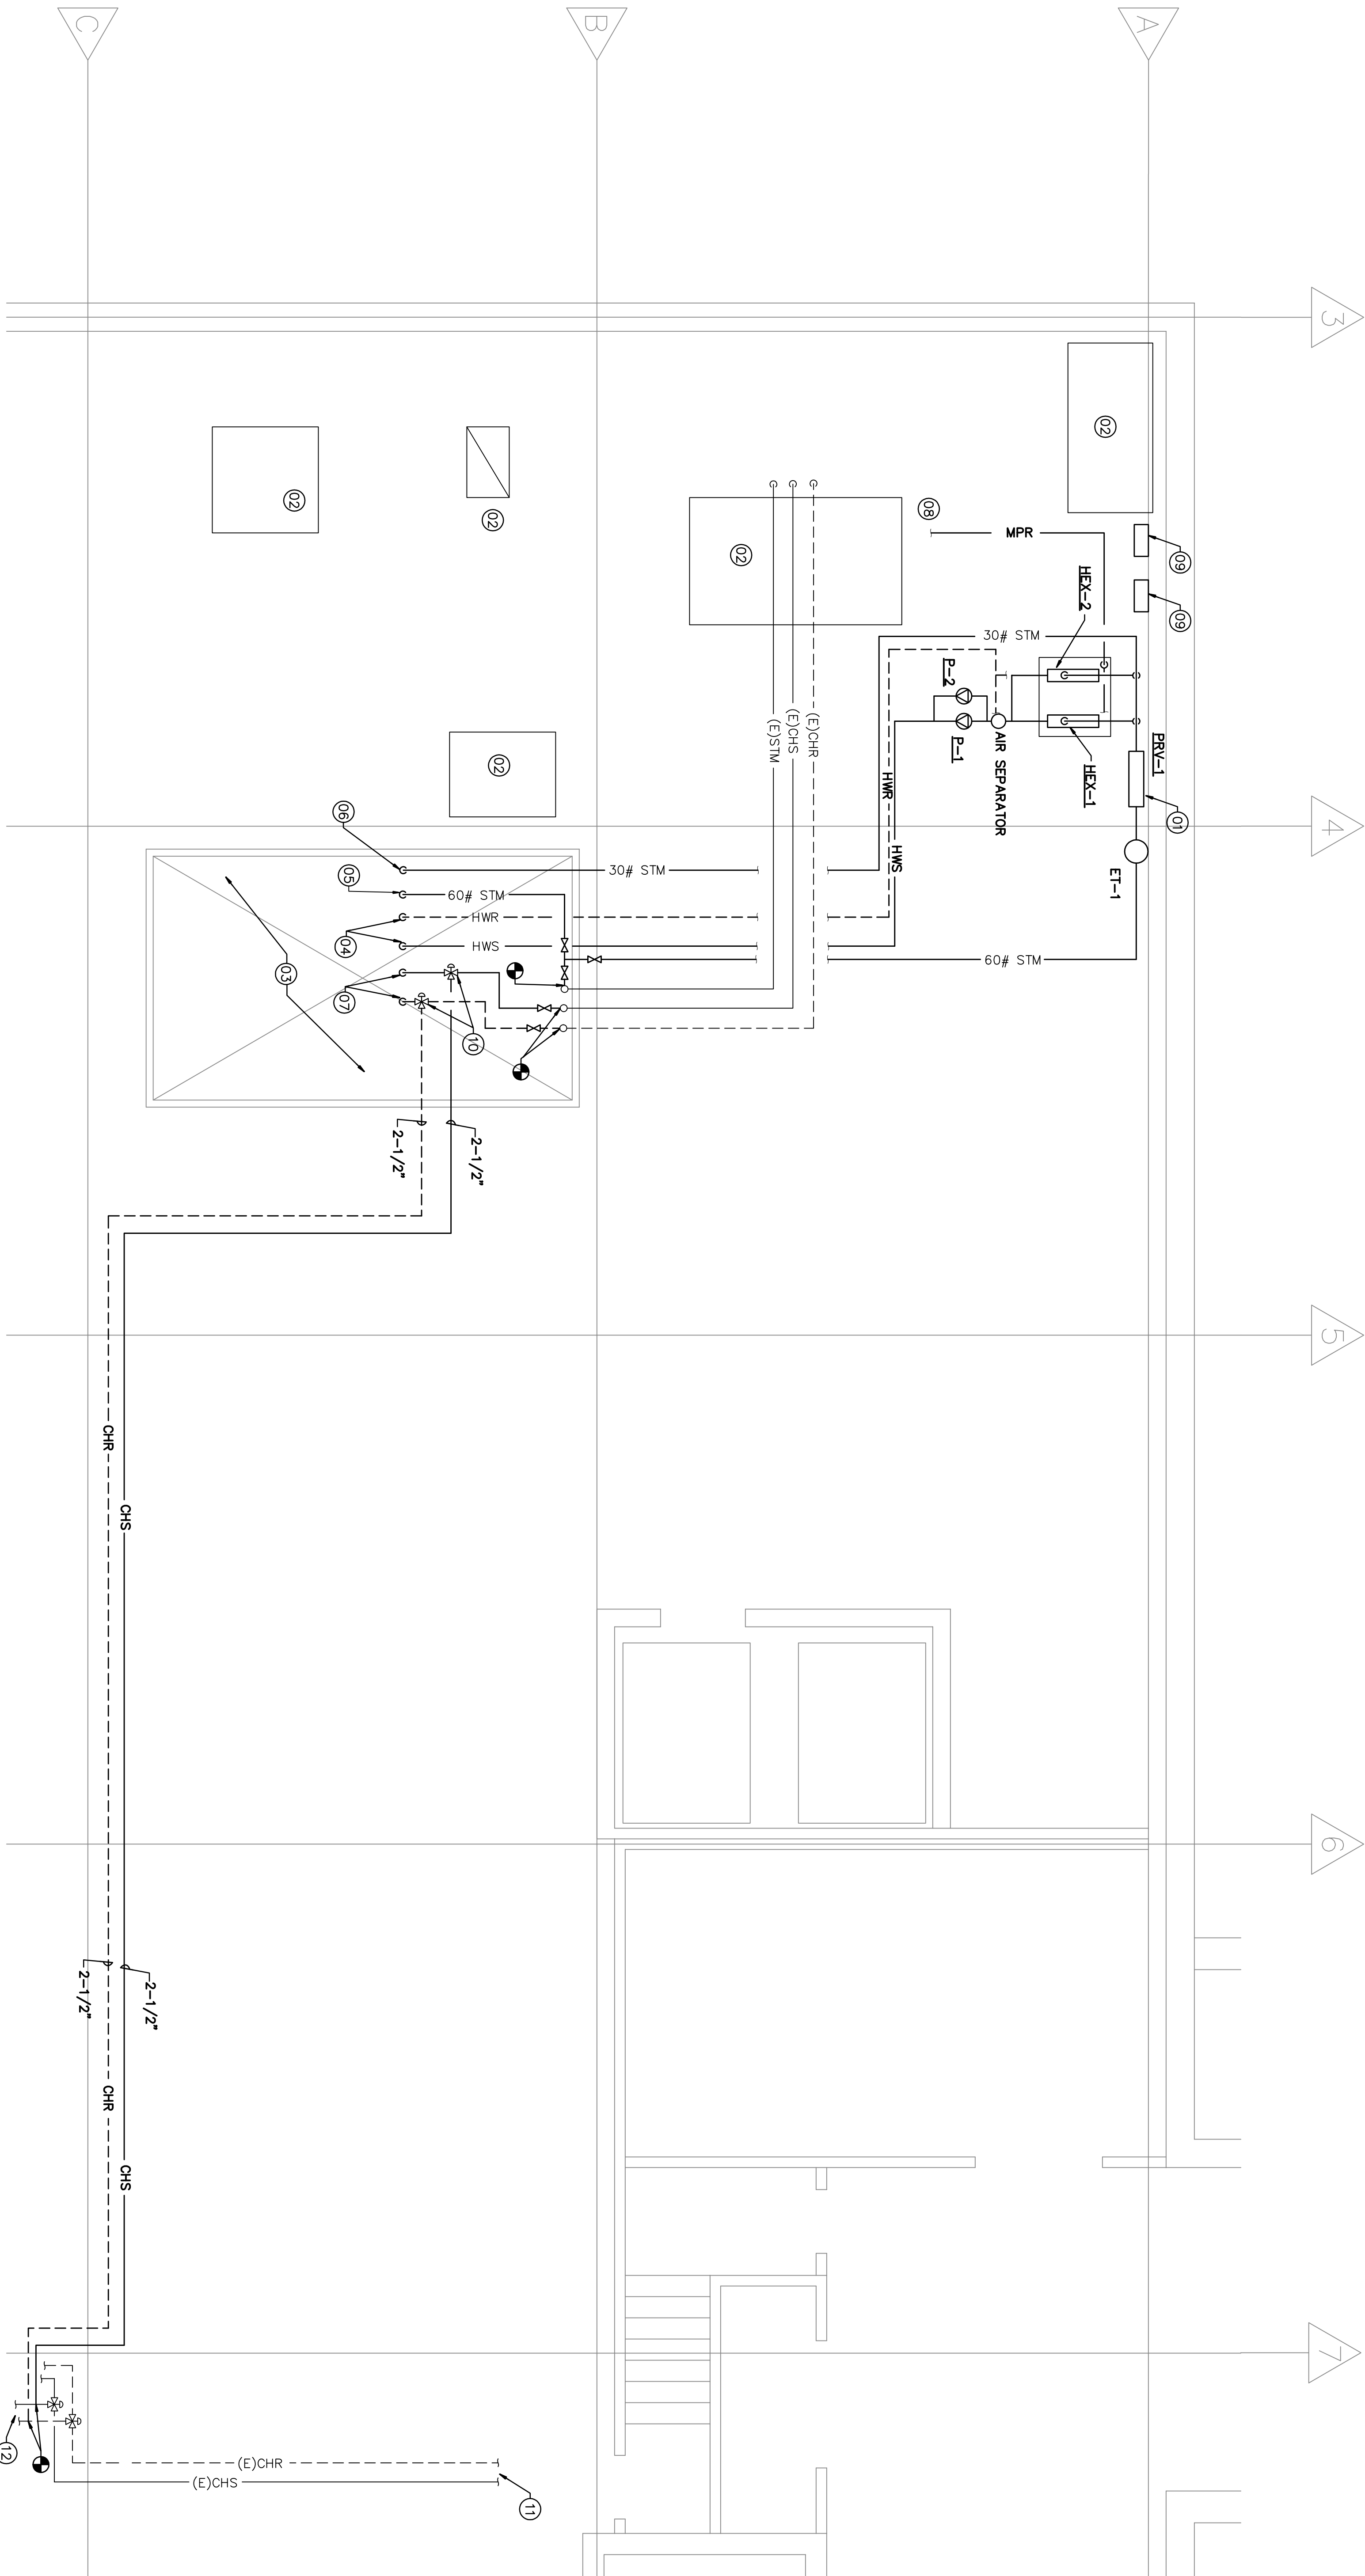 C
B
A
3
02
02
02
08
MPR
09
02
HEX-2
09
30# STM
P-2
(E)STM
(E)CHS
(E)CHR
P-1
AIR SEPARATOR
HEX-1
PRV-1
02
HWR
01
06
4
HWS
05
30# STM
ET-1
60# STM
HWR
04
HWS
60# STM
03
07
10
2-1/2"
2-1/2"
5
CHR
CHS
6
2-1/2"
2-1/2"
CHR
CHS
7
12
(E)CHR
(E)CHS
11